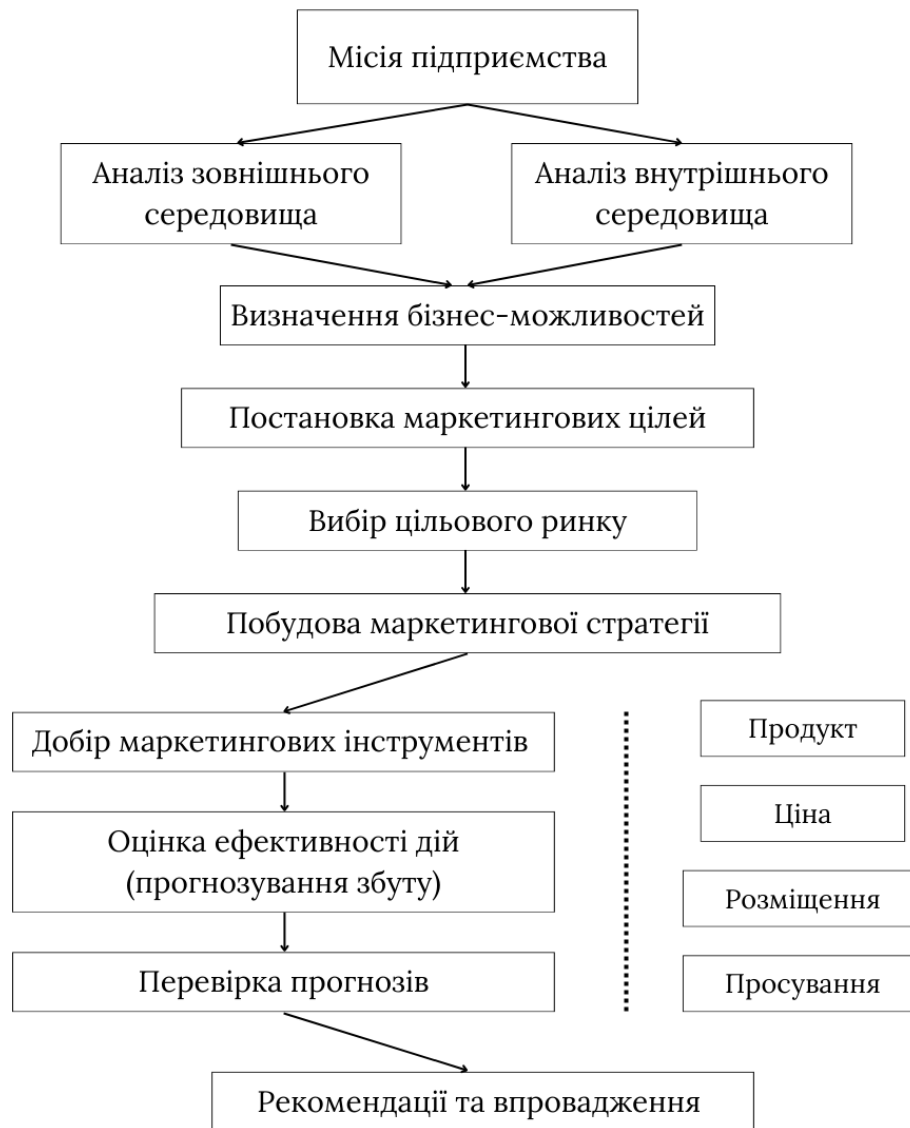 Місія підприємства
Аналіз зовнішнього
середовища
Аналіз внутрішнього
середовища
Визначення бізнес-можливостей
Постановка маркетингових цілей
Вибір цільового ринку
Побудова маркетингової стратегії
Добір маркетингових інструментів
Оцінка ефективності дій
(прогнозування збуту)
Перевірка прогнозів
Продукт
Ціна
Розміщення
Просування
Рекомендації та впровадження